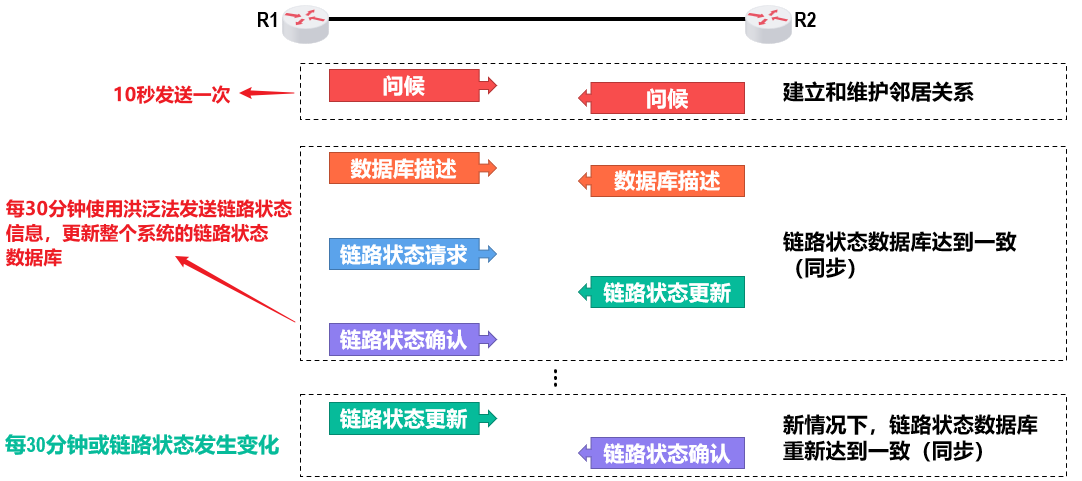 R1
R2
10秒发送一次
问候
问候
建立和维护邻居关系
数据库描述
数据库描述
每30分钟使用洪泛法发送链路状态
信息，更新整个系统的链路状态
数据库
链路状态请求
链路状态更新
链路状态确认
链路状态数据库达到一致
（同步）
每30分钟或链路状态发生变化
链路状态更新
链路状态确认
新情况下，链路状态数据库
重新达到一致（同步）